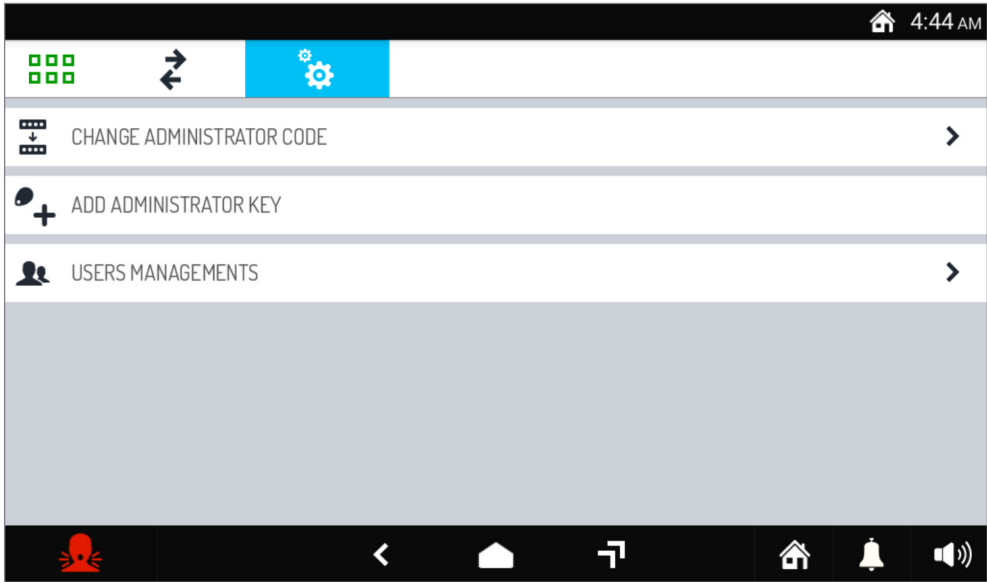 4:44 AM
CHANGE ADMINISTRATOR CODE
ADD ADMINISTRATOR KEY
USERS MANAGEMENTS